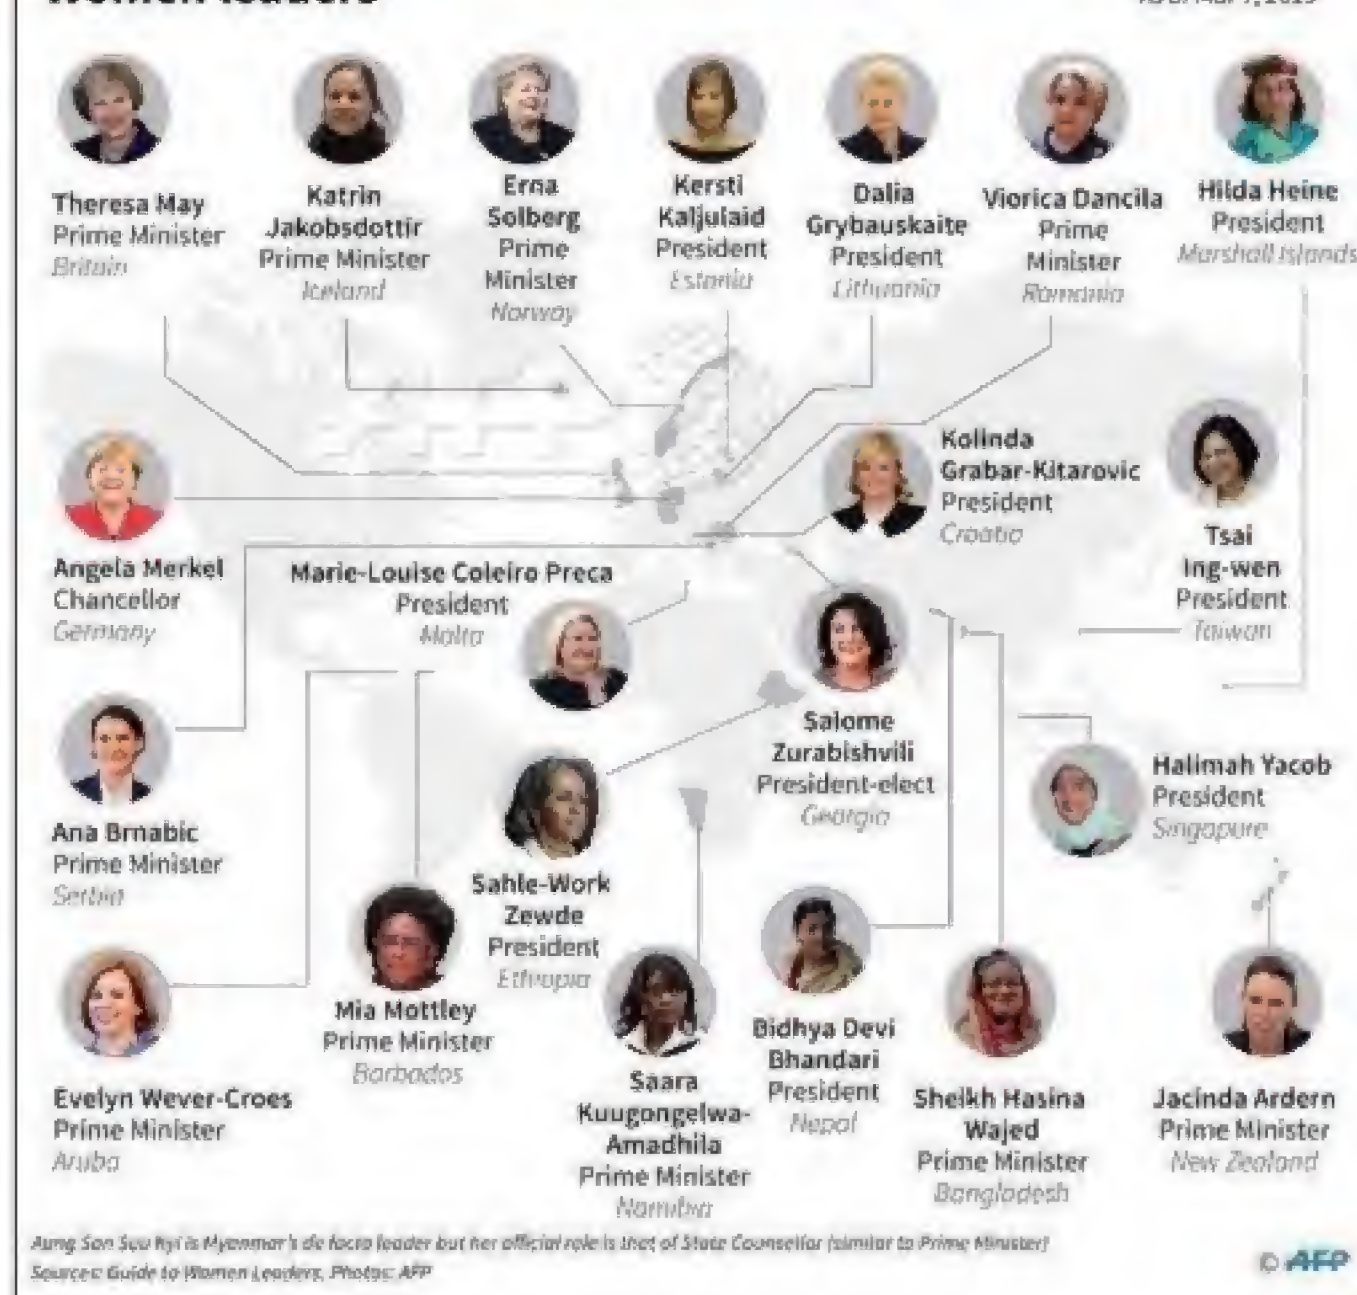 Women leaders
Theresa May
Prime Minister
Britain
Katrin
Jakobsdottir
Prime Minister
Iceland
Erna
Solberg
Prime
Minister
Norway
Kersti
Kaljulaid
President
Estonia
Dalia
Grybauskaite
President
Lithuania
Viorica Dancila
Prime
Minister
Romania
Hilda Heine
President
Marshall Islands
Angela Merkel
Chancellor
Germany
Marie-Louise Coleiro Preca
President
Malta
Kolinda
Grabar-Kitarovic
President
Croatia
Tsai
Ing-wen
President
Taiwan
Ana Brnabic
Prime Minister
Serbia
Salome
Zurabishvili
President-elect
Georgia
Halimah Yacob
President
Singapore
Sahle-Work
Zewde
President
Ethiopia
Evelyn Wever-Croes
Prime Minister
Aruba
Mia Mottley
Prime Minister
Barbados
Saara
Kuugongelwa-
Amadhila
Prime Minister
Namibia
Bidhya Devi
Bhandari
President
Nepal
Sheikh Hasina
Wajed
Prime Minister
Bangladesh
Jacinda Ardern
Prime Minister
New Zealand
Aung San Suu Kyi is Myanmar's de facto leader but her official role is that of State Counsellor (similar to Prime Minister)
Sources: Guide to Women Leaders, Photos: AFP
© AFP